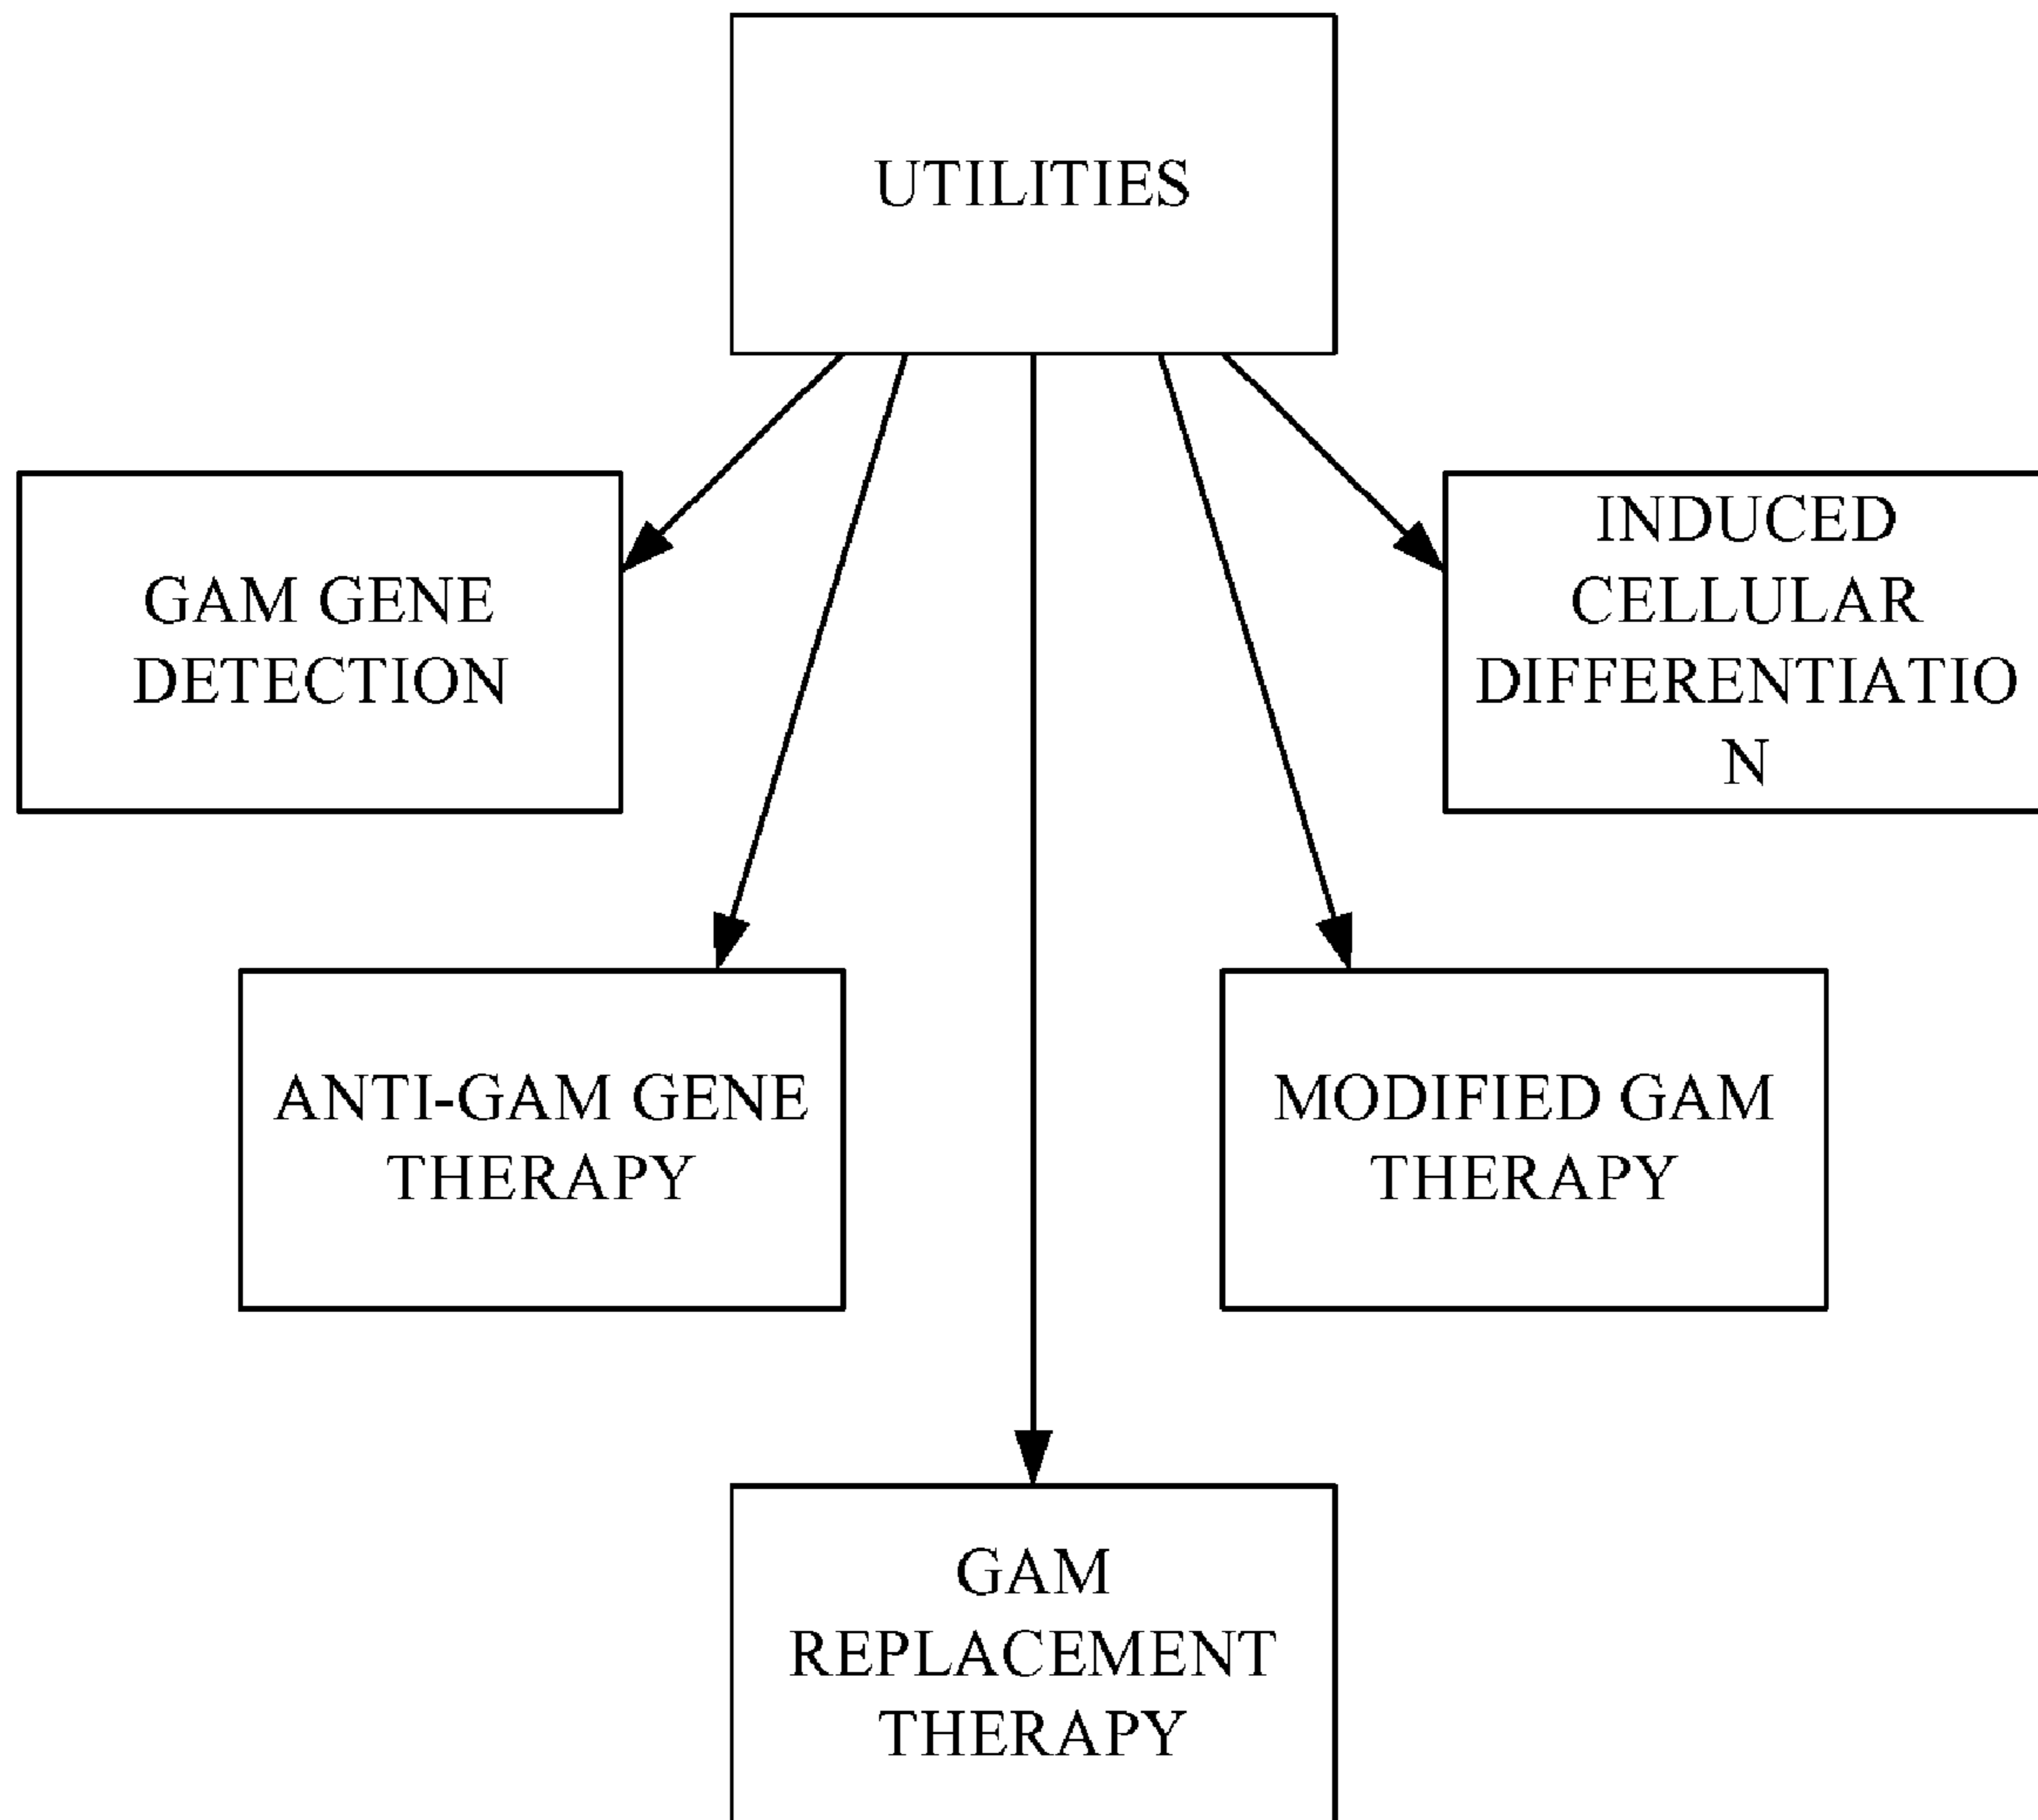 UTILITIES
GAM GENE
DETECTION
INDUCED
CELLULAR
DIFFERENTIATIO
N
ANTI-GAM GENE
THERAPY
MODIFIED GAM
THERAPY
GAM
REPLACEMENT
THERAPY